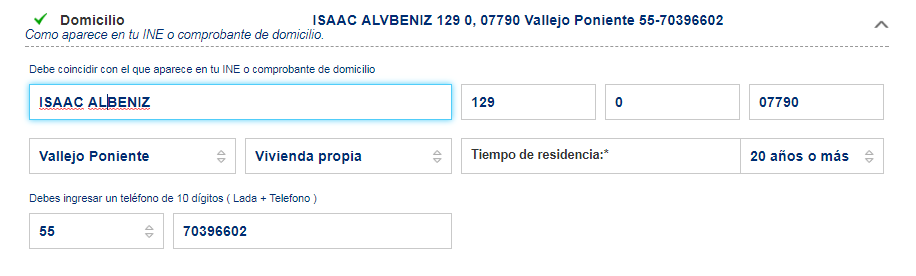 Domicilio ISAAC ALVBENIZ 129 0, 07790 Vallejo Poniente 55-70396602
Como aparece en tu INE o comprobante de domicilio.
Debe coincidir con el que aparece en tu INE o comprobante de domicilio
ISAAC ALBENIZ 129 0 07790
Vallejo Poniente Vivienda propia Tiempo de residencia:* 20 años o más
Debes ingresar un teléfono de 10 dígitos ( Lada + Telefono )
55 70396602